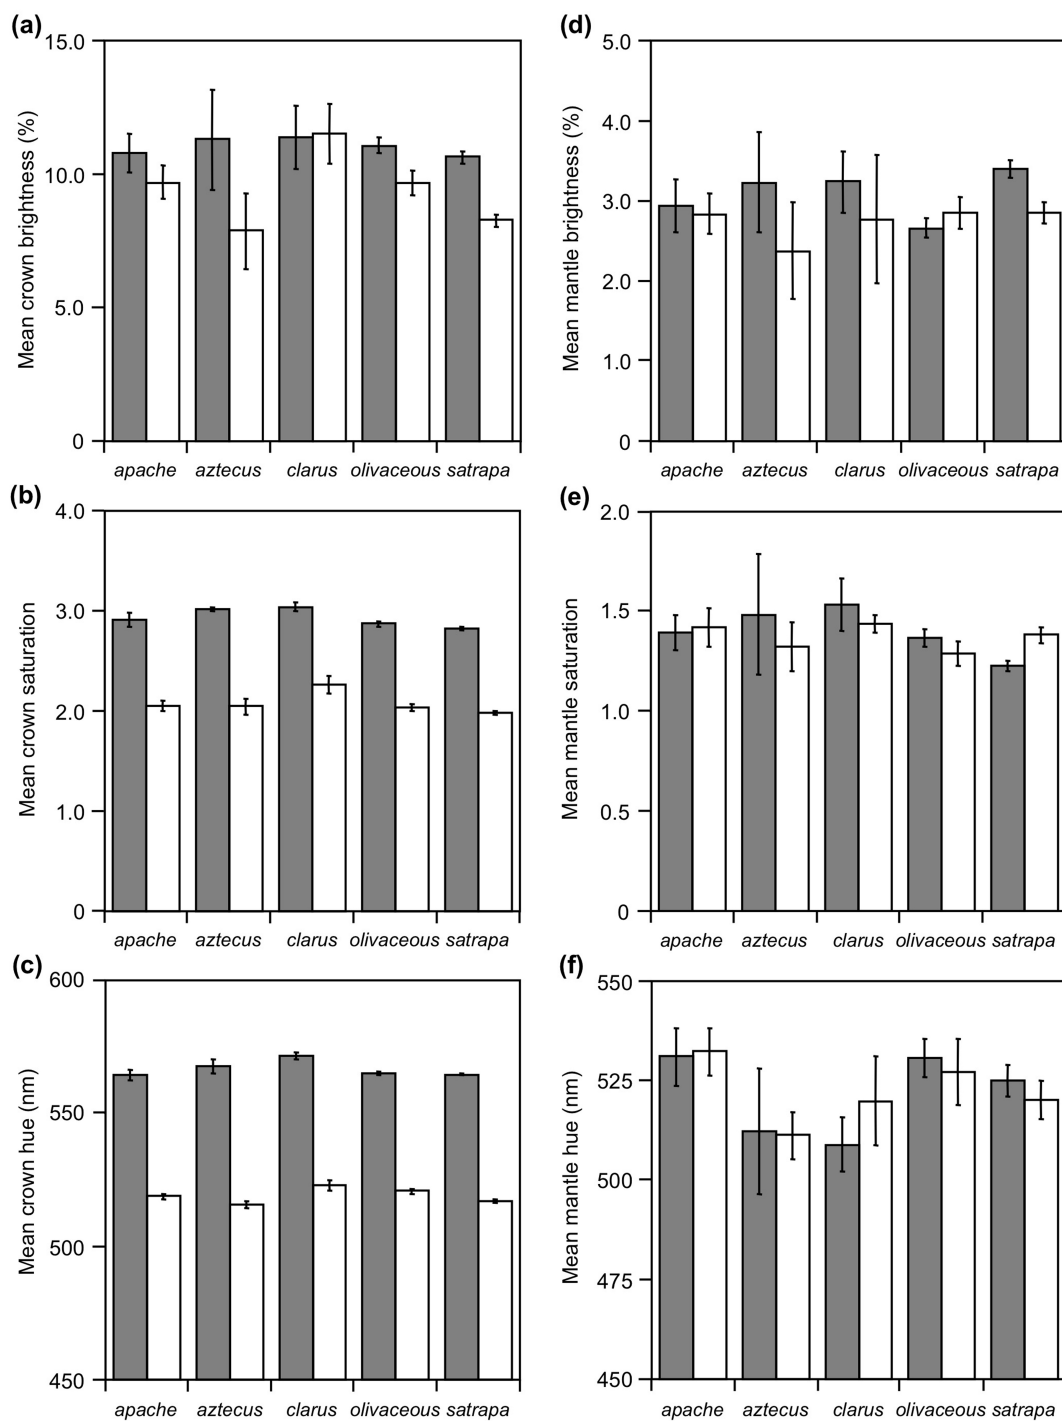 (a)
Mean crown brightness (%)
15.0
10.0
5.0
0
apache aztecus clarus olivaceous satrapa
(d)
Mean mantle brightness (%)
5.0
4.0
3.0
2.0
1.0
0
apache aztecus clarus olivaceous satrapa
(b)
Mean crown saturation
4.0
3.0
2.0
1.0
0
apache aztecus clarus olivaceous satrapa
(e)
Mean mantle saturation
2.0
1.5
1.0
0.5
0
apache aztecus clarus olivaceous satrapa
(c)
Mean crown hue (nm)
600
550
500
450
apache aztecus clarus olivaceous satrapa
(f)
Mean mantle hue (nm)
550
525
500
475
450
apache aztecus clarus olivaceous satrapa